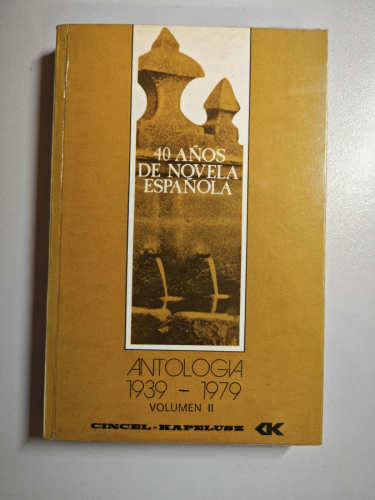 40 AÑOS
DE NOVELA
ESPAÑOLA
ANTOLOGIA
1939 - 1979
VOLUMEN II
CINCEL-KAPELUSZ CK